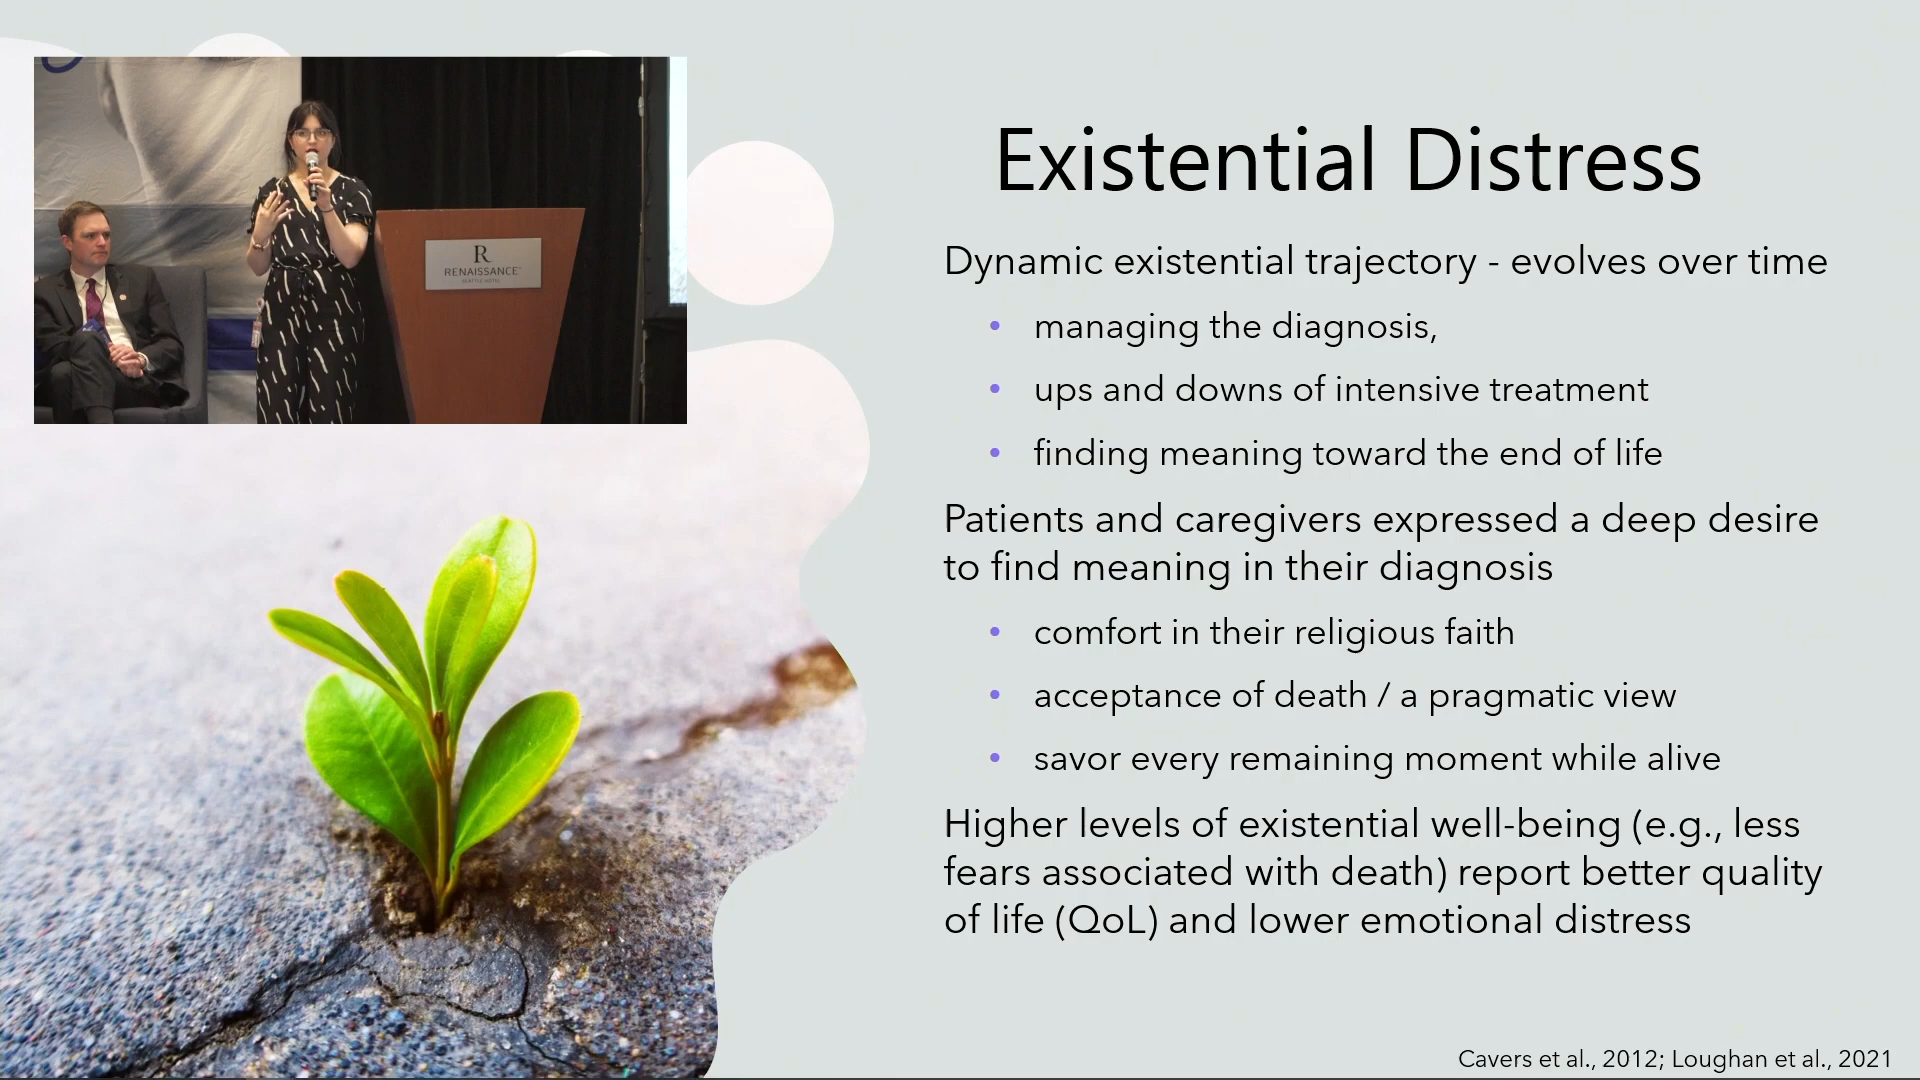 R
RENAISSANCE
SEATTLE HOTEL
Existential Distress
Dynamic existential trajectory - evolves over time
• managing the diagnosis,
• ups and downs of intensive treatment
• finding meaning toward the end of life
Patients and caregivers expressed a deep desire
to find meaning in their diagnosis
• comfort in their religious faith
• acceptance of death / a pragmatic view
• savor every remaining moment while alive
Higher levels of existential well-being (e.g., less
fears associated with death) report better quality
of life (QoL) and lower emotional distress
Cavers et al., 2012; Loughan et al., 2021